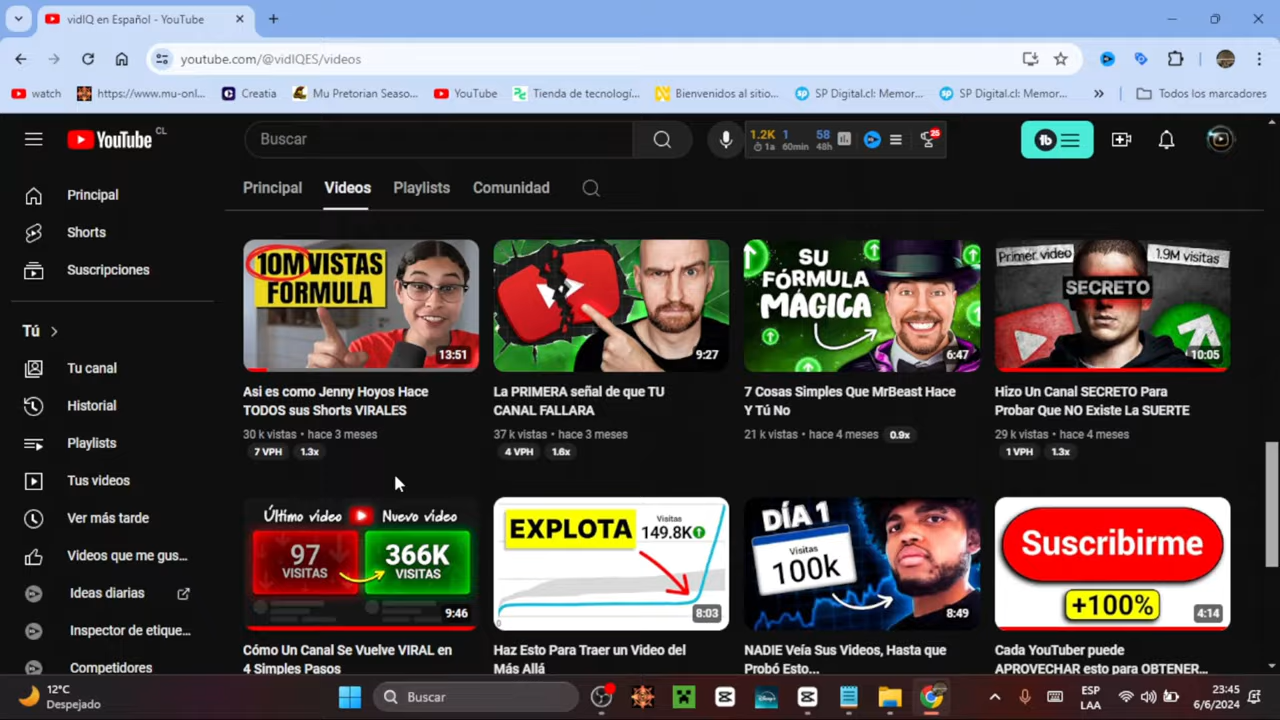 vidIQ en Español - YouTube
youtube.com/@vidIQES/videos
watch
https://www.mu-onl...
Creatia
Mu Pretorian Seaso...
YouTube
Tienda de tecnologí...
Bienvenidos al sitio...
SP Digital.cl: Memor...
SP Digital.cl: Memor...
Todos los marcadores
YouTube CL
Buscar
1.2K 1 58
1a 60min 48h
25
Principal
Shorts
Suscripciones
Tú
Tu canal
Historial
Playlists
Tus videos
Ver más tarde
Videos que me gus...
Ideas diarias
Inspector de etique...
Competidores
Principal Videos Playlists Comunidad
10M VISTAS
FORMULA
13:51
Asi es como Jenny Hoyos Hace
TODOS sus Shorts VIRALES
30 k vistas • hace 3 meses
7 VPH 1.3x
9:27
La PRIMERA señal de que TU
CANAL FALLARA
37 k vistas • hace 3 meses
4 VPH 1.6x
SU
FÓRMULA
MÁGICA
6:47
7 Cosas Simples Que MrBeast Hace
Y Tú No
21 k vistas • hace 4 meses 0.9x
Primer video
1.9M visitas
SECRETO
10:05
Hizo Un Canal SECRETO Para
Probar Que NO Existe La SUERTE
29 k vistas • hace 4 meses
1 VPH 1.3x
Último video Nuevo video
97
VISITAS
366K
VISITAS
9:46
Cómo Un Canal Se Vuelve VIRAL en
4 Simples Pasos
EXPLOTA
Visitas
149.8K
0
8:03
Haz Esto Para Traer un Video del
Más Allá
DÍA 1
Visitas
100k
8:49
NADIE Veía Sus Videos, Hasta que
Probó Esto...
Suscribirme
+100%
4:14
Cada YouTuber puede
APROVECHAR esto para OBTENER...
12°C
Despejado
Buscar
ESP
LAA
23:45
6/6/2024